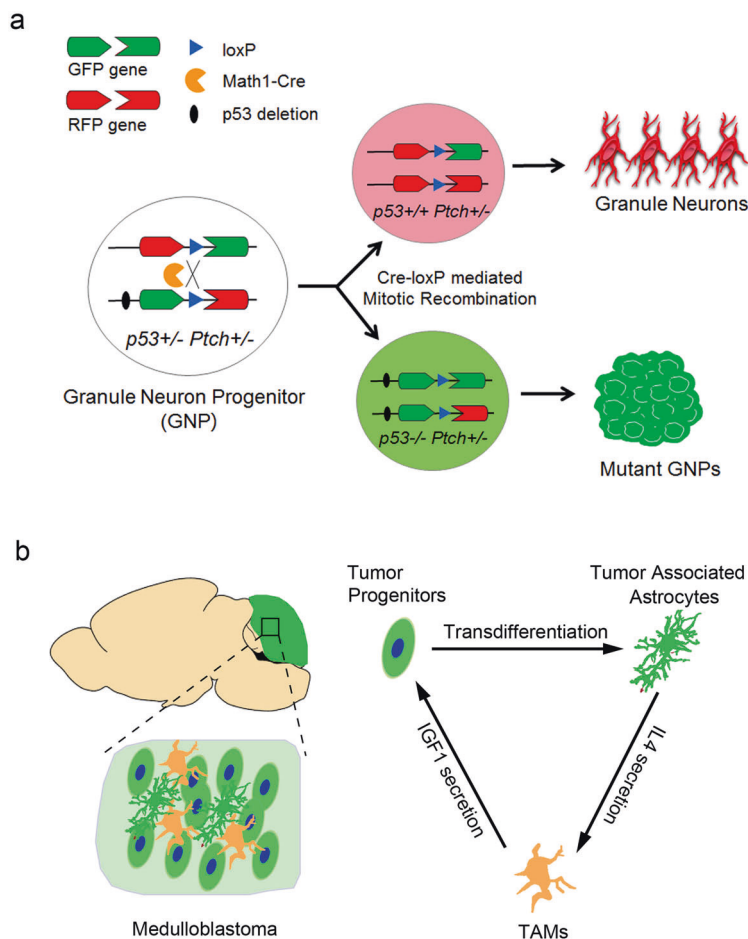 a
GFP gene
RFP gene
loxP
Math1-Cre
p53 deletion
p53+/- Ptch+/-
Granule Neuron Progenitor
(GNP)
p53+/+ Ptch+/-
Cre-loxP mediated
Mitotic Recombination
p53-/- Ptch+/-
Granule Neurons
Mutant GNPs
b
Medulloblastoma
Tumor
Progenitors
Transdifferentiation
Tumor Associated
Astrocytes
IL4 secretion
TAMs
IGF1 secretion